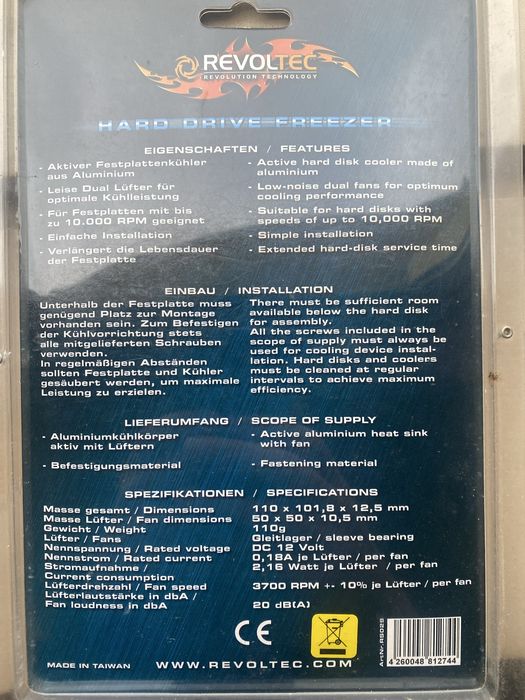 REVOLTEC
REVOLUTION TECHNOLOGY
HARD DRIVE FREEZER
EIGENSCHAFTEN / FEATURES
- Aktiver Festplattenkühler
aus Aluminium
- Leise Dual Lüfter für
optimale Kühlleistung
- Für Festplatten mit bis
zu 10.000 RPM geeignet
- Einfache Installation
- Verlängert die Lebensdauer
der Festplatte
- Active hard disk cooler made of
aluminium
- Low-noise dual fans for optimum
cooling performance
- Suitable for hard disks with
speeds of up to 10,000 RPM
- Simple installation
- Extended hard-disk service time
EINBAU / INSTALLATION
Unterhalb der Festplatte muss
genügend Platz zur Montage
vorhanden sein. Zum Befestigen
der Kühlvorrichtung stets
alle mitgelieferten Schrauben
verwenden.
In regelmäßigen Abständen
sollten Festplatte und Kühler
gesäubert werden, um maximale
Leistung zu erzielen.
There must be sufficient room
available below the hard disk
for assembly.
All the screws included in the
scope of supply must always be
used for cooling device instal-
lation. Hard disks and coolers
must be cleaned at regular
intervals to achieve maximum
efficiency.
LIEFERUMFANG / SCOPE OF SUPPLY
- Aluminiumkühlkörper
aktiv mit Lüftern
- Befestigungsmaterial
- Active aluminium heat sink
with fan
- Fastening material
SPEZIFIKATIONEN / SPECIFICATIONS
Masse gesamt / Dimensions 110 x 101,8 x 12,5 mm
Masse Lüfter / Fan dimensions 50 x 50 x 10,5 mm
Gewicht / Weight 110g
Lüfter / Fans Gleitlager / sleeve bearing
Nennspannung / Rated voltage DC 12 Volt
Nennstrom / Rated current 0,18A je Lüfter / per fan
Stromaufnahme / 2,16 Watt je Lüfter / per fan
Current consumption
Lüfterdrehzahl / Fan speed 3700 RPM +- 10% je Lüfter / per fan
Lüfterlautstärke in dbA /
Fan loudness in dbA 20 dB(A)
CE
MADE IN TAIWAN
WWW.REVOLTEC.COM
Art-Nr. RS029
4 260048 812744